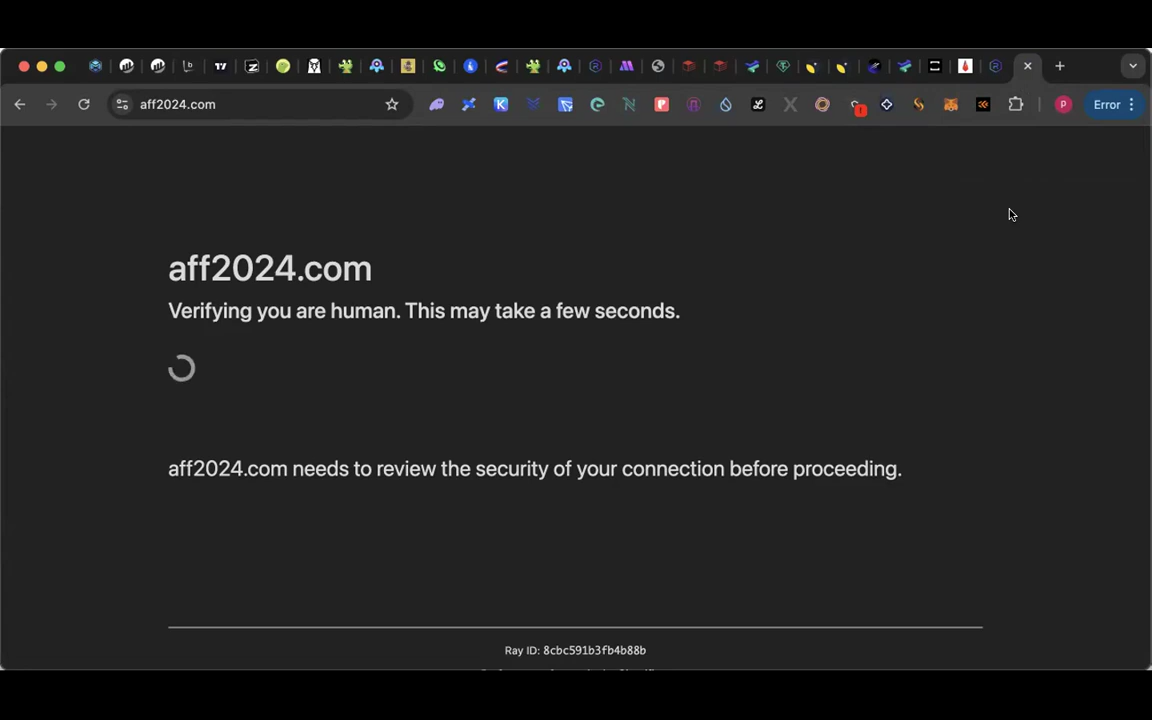 aff2024.com
Error
aff2024.com
Verifying you are human. This may take a few seconds.
aff2024.com needs to review the security of your connection before proceeding.
Ray ID: 8cbc591b3fb4b88b